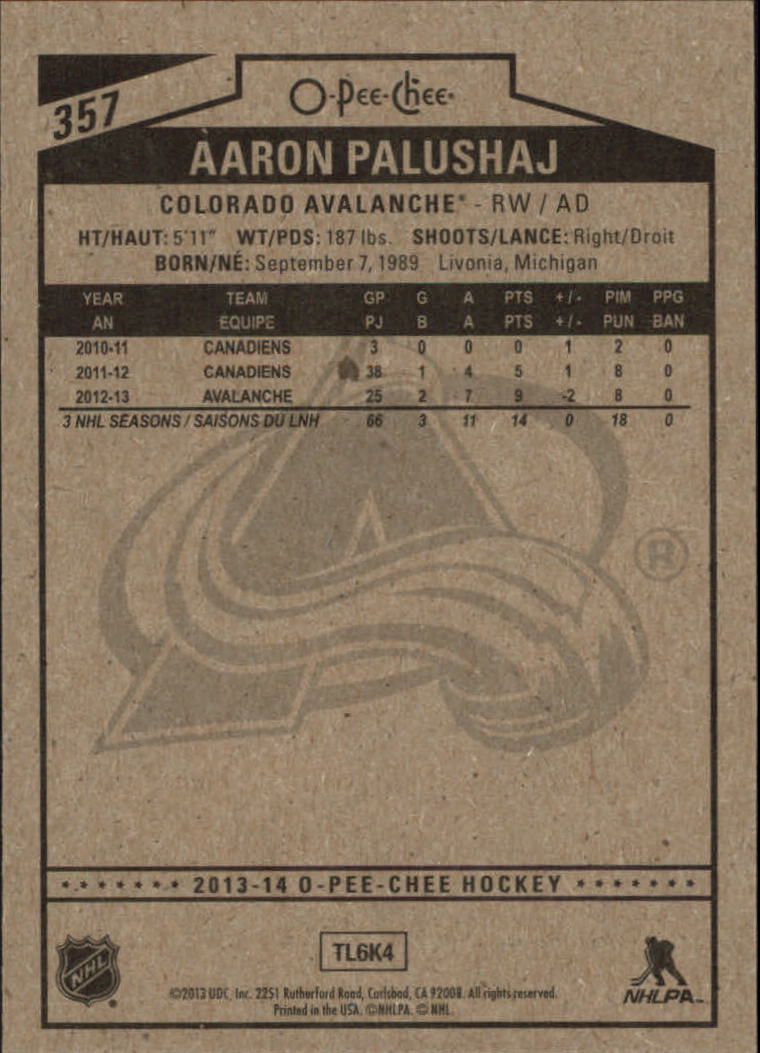 357
O-Pee-Chee
AARON PALUSHAJ
COLORADO AVALANCHE® - RW / AD
HT/HAUT: 5'11" WT/PDS: 187 lbs. SHOOTS/LANCE: Right/Droit
BORN/NÉ: September 7, 1989 Livonia, Michigan
YEAR TEAM GP G A PTS +/- PIM PPG
AN ÉQUIPE PJ B A PTS +/- PUN BAN
2010-11 CANADIENS 3 0 0 0 1 2 0
2011-12 CANADIENS 38 1 4 5 1 8 0
2012-13 AVALANCHE 25 2 7 9 -2 8 0
3 NHL SEASONS / SAISONS DU LNH 66 3 11 14 0 18 0
®
2013-14 O-PEE-CHEE HOCKEY
TL6K4
NHL ®
©2013 UDC, Inc. 2251 Rutherford Road, Carlsbad, CA 92008. All rights reserved.
Printed in the USA. ©NHLPA. © NHL.
NHLPA™